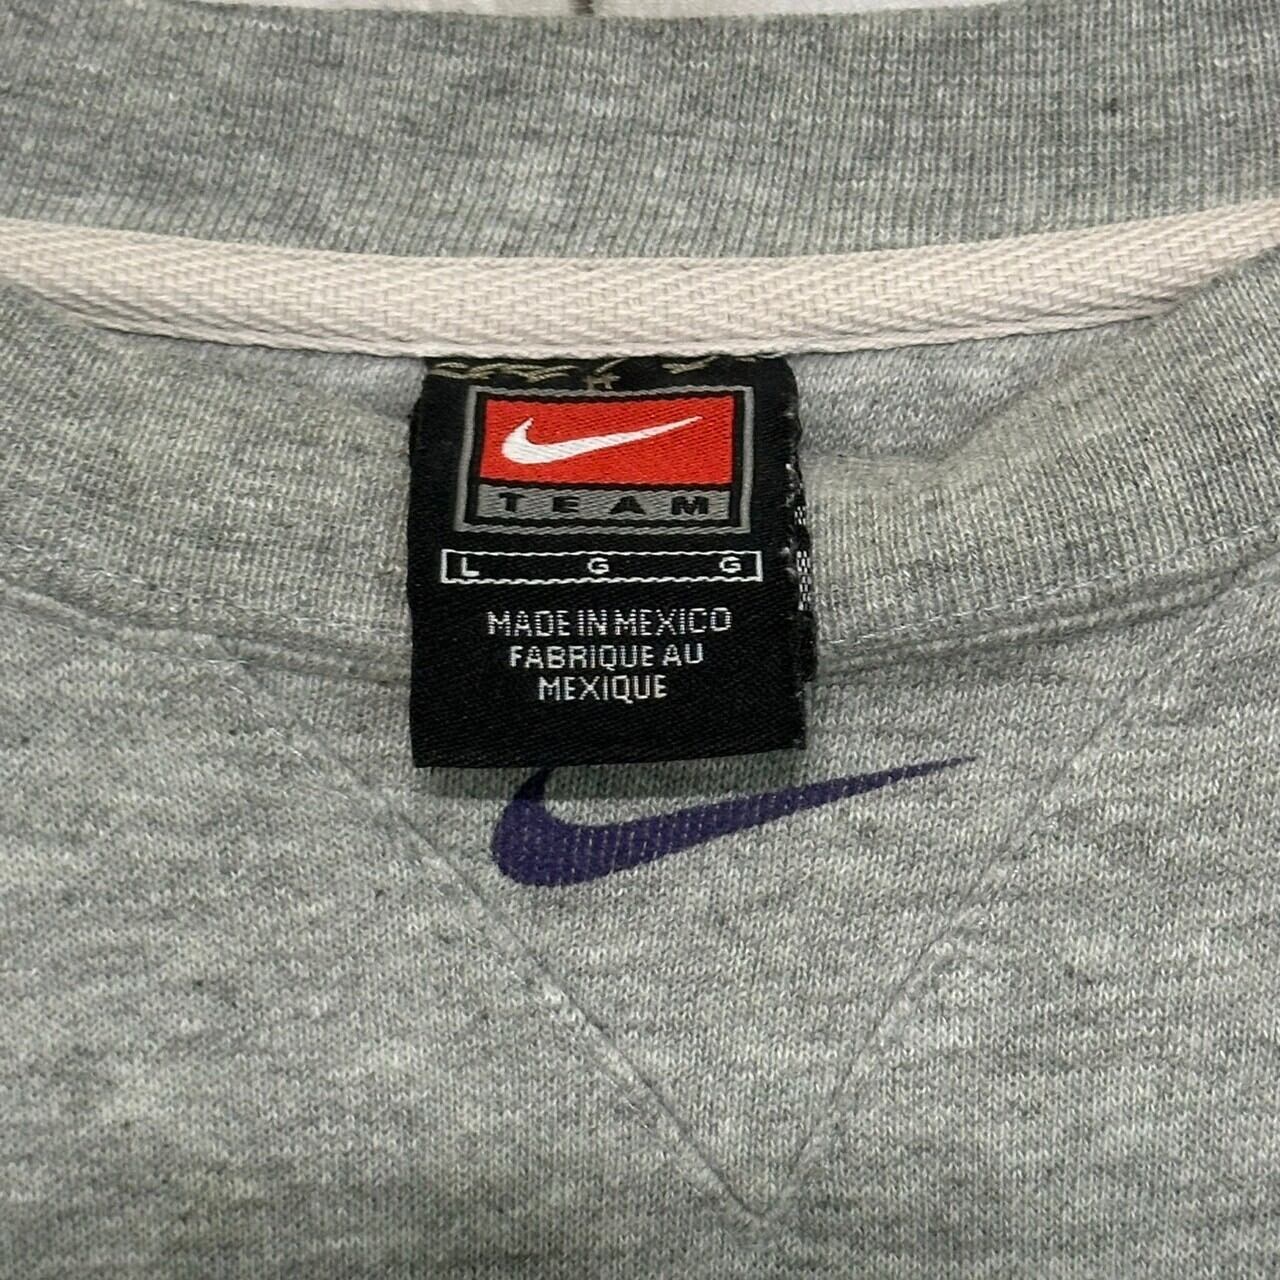 TEAM
L G G
MADE IN MEXICO
FABRIQUE AU
MEXIQUE